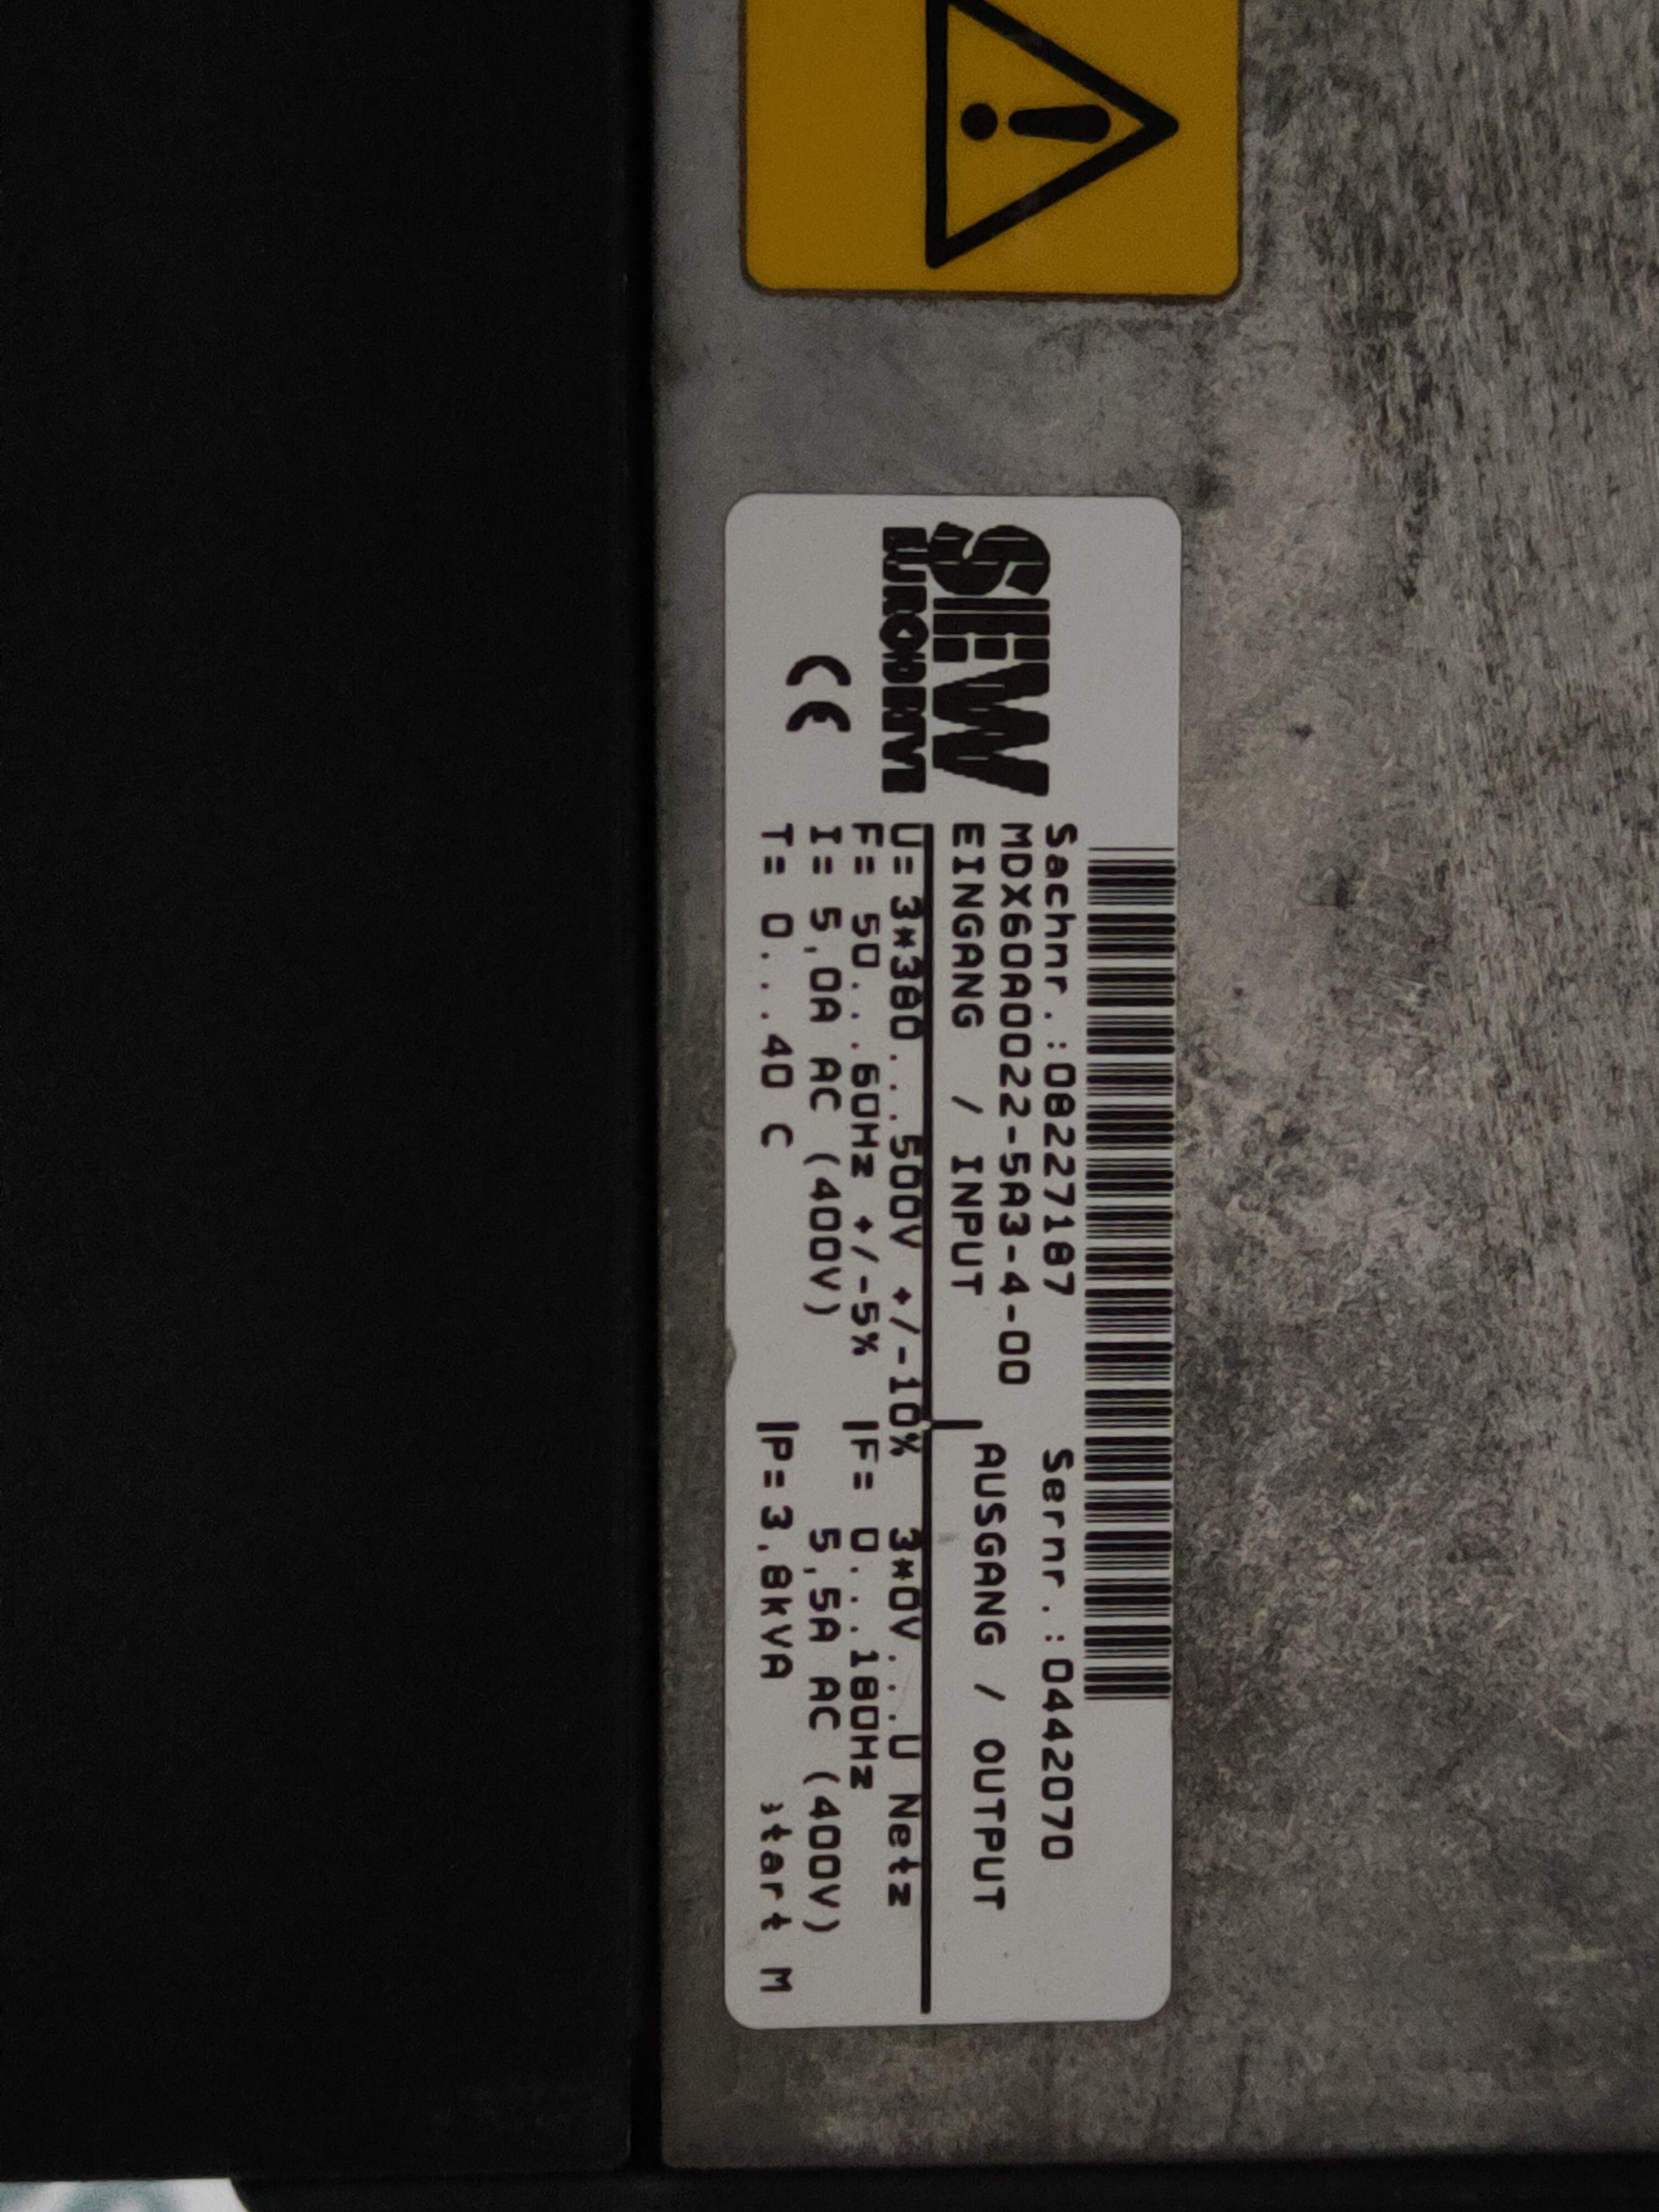 SEW
EURODRIVE
CE
Sachnr.:08227187 Sernr.:0442070
MDX60A0022-5A3-4-00
EINGANG / INPUT AUSGANG / OUTPUT
U= 3*380...500V +/-10% 3*0V...U Netz
F= 50...60Hz +/-5% F= 0...180Hz
I= 5,0A AC (400V) 5,5A AC (400V)
T= 0...40 C P=3,8kVA start M